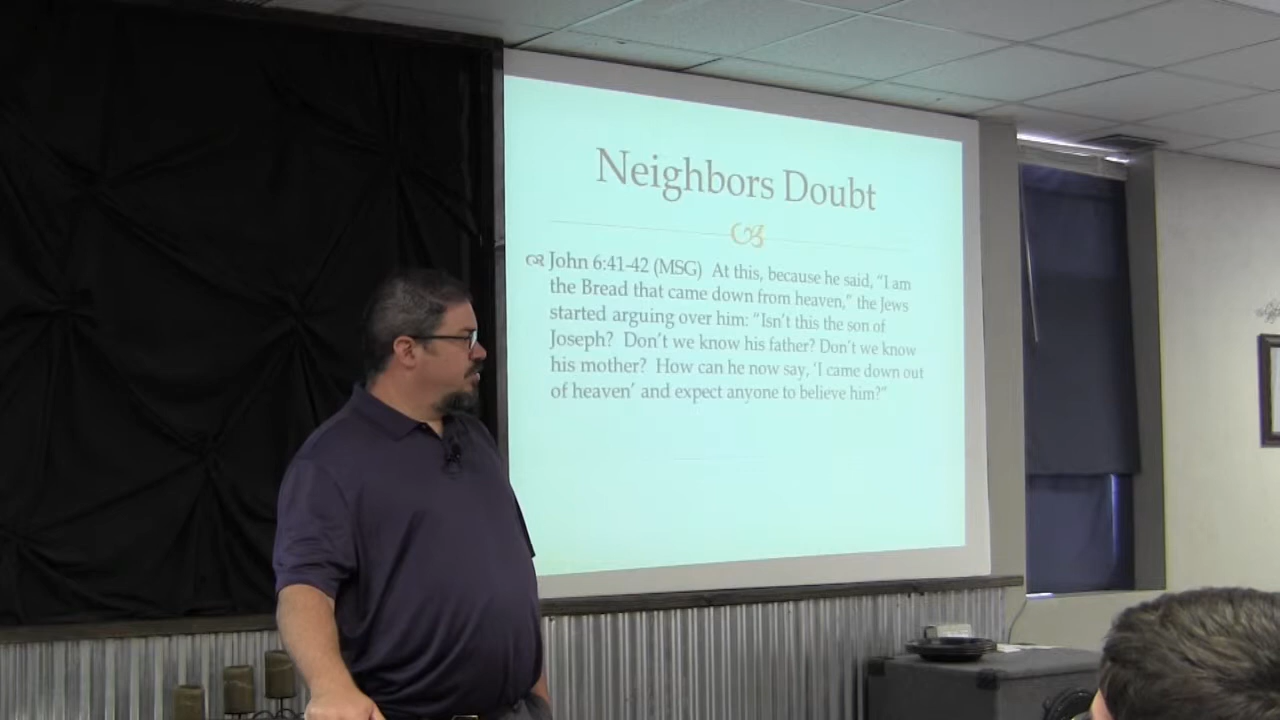 Neighbors Doubt
John 6:41-42 (MSG) At this, because he said, “I am
the Bread that came down from heaven,” the Jews
started arguing over him: “Isn’t this the son of
Joseph? Don’t we know his father? Don’t we know
his mother? How can he now say, ‘I came down out
of heaven’ and expect anyone to believe him?”